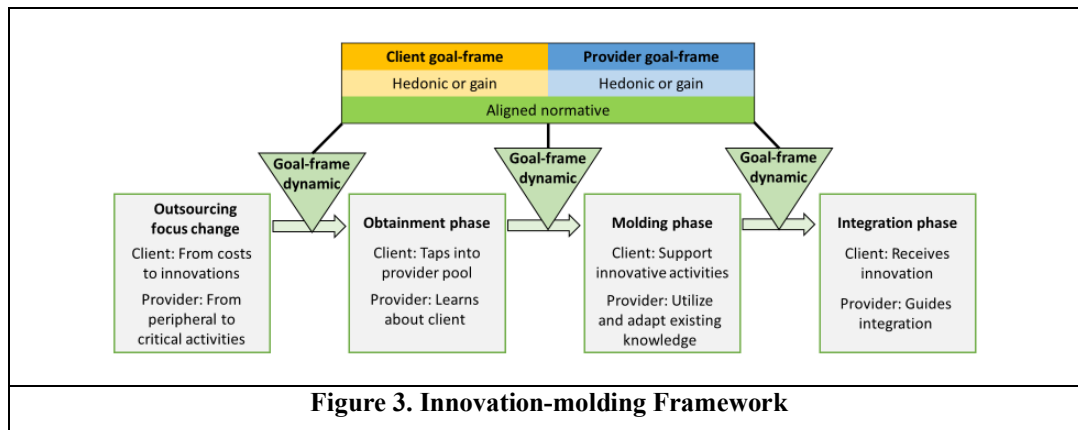 Client goal-frame
Provider goal-frame
Hedonic or gain
Hedonic or gain
Aligned normative
Goal-frame
dynamic
Goal-frame
dynamic
Goal-frame
dynamic
Outsourcing
focus change
Client: From costs
to innovations
Provider: From
peripheral to
critical activities
Obtainment phase
Client: Taps into
provider pool
Provider: Learns
about client
Molding phase
Client: Support
innovative activities
Provider: Utilize
and adapt existing
knowledge
Integration phase
Client: Receives
innovation
Provider: Guides
integration
Figure 3. Innovation-molding Framework